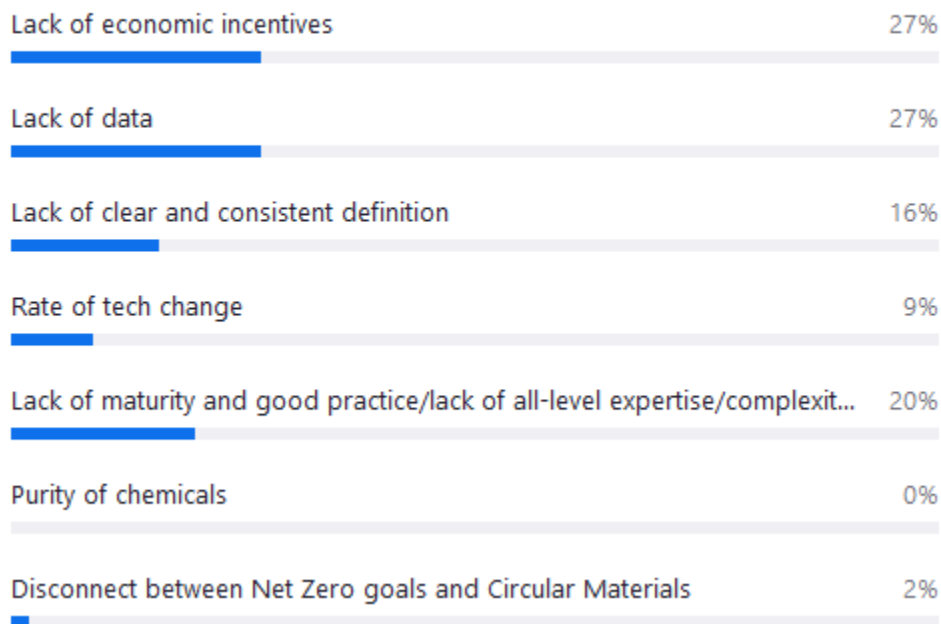 Lack of economic incentives 27%
Lack of data 27%
Lack of clear and consistent definition 16%
Rate of tech change 9%
Lack of maturity and good practice/lack of all-level expertise/complexit... 20%
Purity of chemicals 0%
Disconnect between Net Zero goals and Circular Materials 2%